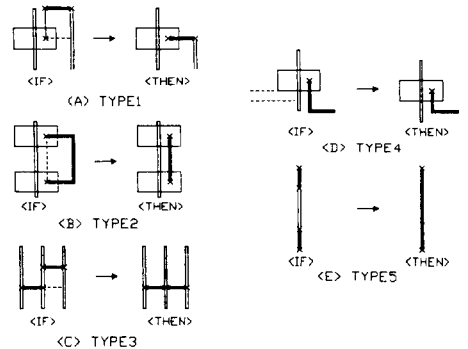 <IF>
<THEN>
(A) TYPE1
<IF>
<THEN>
(B) TYPE2
<IF>
<THEN>
(C) TYPE3
<IF>
<THEN>
(D) TYPE4
<IF>
<THEN>
(E) TYPE5